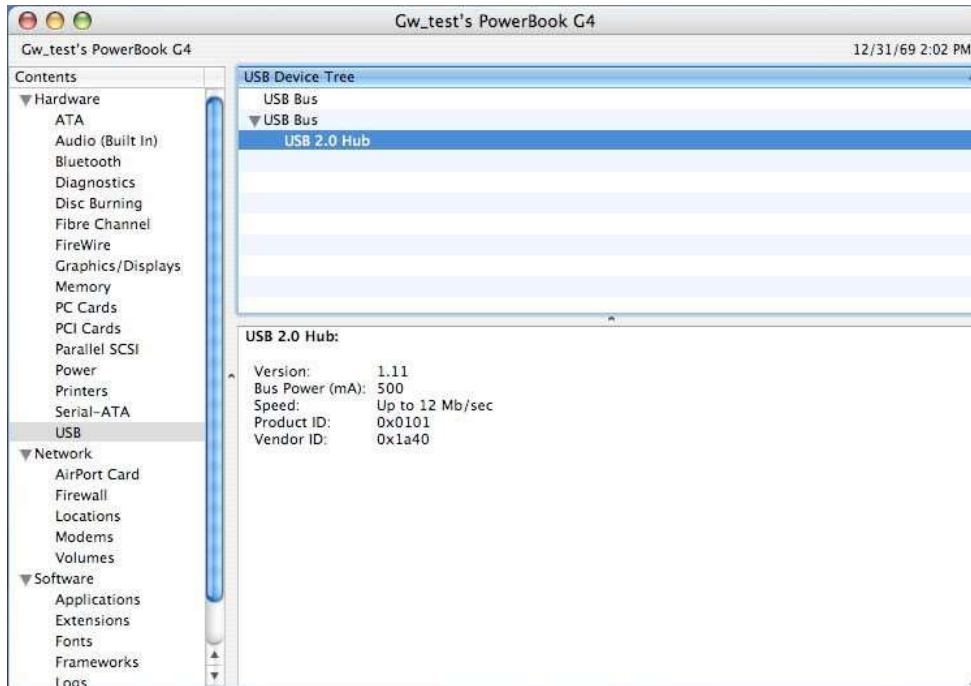 Gw_test's PowerBook G4
Gw_test's PowerBook G4
12/31/69 2:02 PM
Contents
Hardware
ATA
Audio (Built In)
Bluetooth
Diagnostics
Disc Burning
Fibre Channel
FireWire
Graphics/Displays
Memory
PC Cards
PCI Cards
Parallel SCSI
Power
Printers
Serial-ATA
USB
Network
AirPort Card
Firewall
Locations
Modems
Volumes
Software
Applications
Extensions
Fonts
Frameworks
Logs
USB Device Tree
USB Bus
USB Bus
USB 2.0 Hub
USB 2.0 Hub:
Version: 1.11
Bus Power (mA): 500
Speed: Up to 12 Mb/sec
Product ID: 0x0101
Vendor ID: 0x1a40